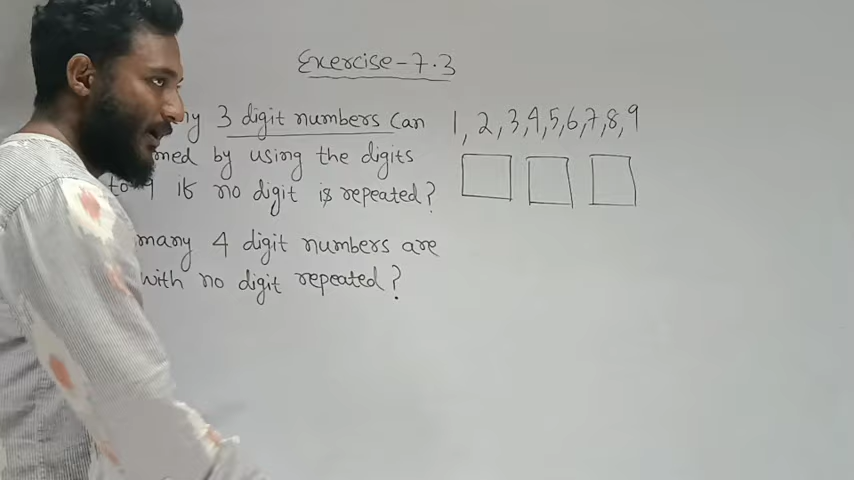 Exercise-7.3
3 digit numbers can
by using the digits
to 9 if no digit is repeated?
many 4 digit numbers are
with no digit repeated?
1, 2, 3, 4, 5, 6, 7, 8, 9